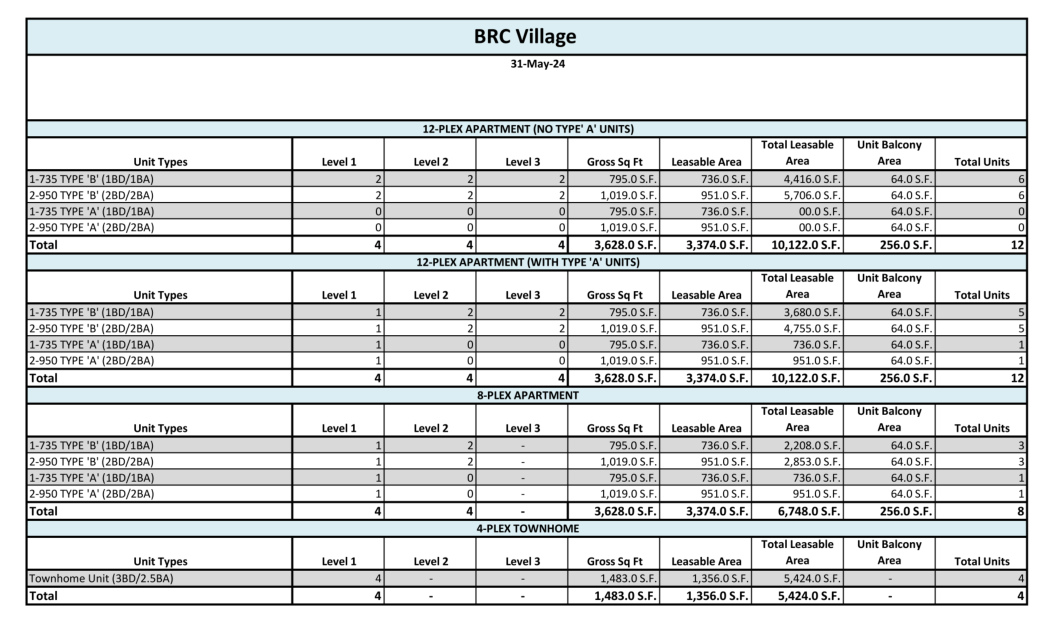 BRC Village
31-May-24
12-PLEX APARTMENT (NO TYPE' A' UNITS)
Unit Types Level 1 Level 2 Level 3 Gross Sq Ft Leasable Area Total Leasable Area Unit Balcony Area Total Units
1-735 TYPE 'B' (1BD/1BA) 2 2 2 795.0 S.F. 736.0 S.F. 4,416.0 S.F. 64.0 S.F. 6
2-950 TYPE 'B' (2BD/2BA) 2 2 2 1,019.0 S.F. 951.0 S.F. 5,706.0 S.F. 64.0 S.F. 6
1-735 TYPE 'A' (1BD/1BA) 0 0 0 795.0 S.F. 736.0 S.F. 00.0 S.F. 64.0 S.F. 0
2-950 TYPE 'A' (2BD/2BA) 0 0 0 1,019.0 S.F. 951.0 S.F. 00.0 S.F. 64.0 S.F. 0
Total 4 4 4 3,628.0 S.F. 3,374.0 S.F. 10,122.0 S.F. 256.0 S.F. 12
12-PLEX APARTMENT (WITH TYPE 'A' UNITS)
Unit Types Level 1 Level 2 Level 3 Gross Sq Ft Leasable Area Total Leasable Area Unit Balcony Area Total Units
1-735 TYPE 'B' (1BD/1BA) 1 2 2 795.0 S.F. 736.0 S.F. 3,680.0 S.F. 64.0 S.F. 5
2-950 TYPE 'B' (2BD/2BA) 1 2 2 1,019.0 S.F. 951.0 S.F. 4,755.0 S.F. 64.0 S.F. 5
1-735 TYPE 'A' (1BD/1BA) 1 0 0 795.0 S.F. 736.0 S.F. 736.0 S.F. 64.0 S.F. 1
2-950 TYPE 'A' (2BD/2BA) 1 0 0 1,019.0 S.F. 951.0 S.F. 951.0 S.F. 64.0 S.F. 1
Total 4 4 4 3,628.0 S.F. 3,374.0 S.F. 10,122.0 S.F. 256.0 S.F. 12
8-PLEX APARTMENT
Unit Types Level 1 Level 2 Level 3 Gross Sq Ft Leasable Area Total Leasable Area Unit Balcony Area Total Units
1-735 TYPE 'B' (1BD/1BA) 1 2 - 795.0 S.F. 736.0 S.F. 2,208.0 S.F. 64.0 S.F. 3
2-950 TYPE 'B' (2BD/2BA) 1 2 - 1,019.0 S.F. 951.0 S.F. 2,853.0 S.F. 64.0 S.F. 3
1-735 TYPE 'A' (1BD/1BA) 1 0 - 795.0 S.F. 736.0 S.F. 736.0 S.F. 64.0 S.F. 1
2-950 TYPE 'A' (2BD/2BA) 1 0 - 1,019.0 S.F. 951.0 S.F. 951.0 S.F. 64.0 S.F. 1
Total 4 4 - 3,628.0 S.F. 3,374.0 S.F. 6,748.0 S.F. 256.0 S.F. 8
4-PLEX TOWNHOME
Unit Types Level 1 Level 2 Level 3 Gross Sq Ft Leasable Area Total Leasable Area Unit Balcony Area Total Units
Townhome Unit (3BD/2.5BA) 4 - - 1,483.0 S.F. 1,356.0 S.F. 5,424.0 S.F. - 4
Total 4 - - 1,483.0 S.F. 1,356.0 S.F. 5,424.0 S.F. - 4